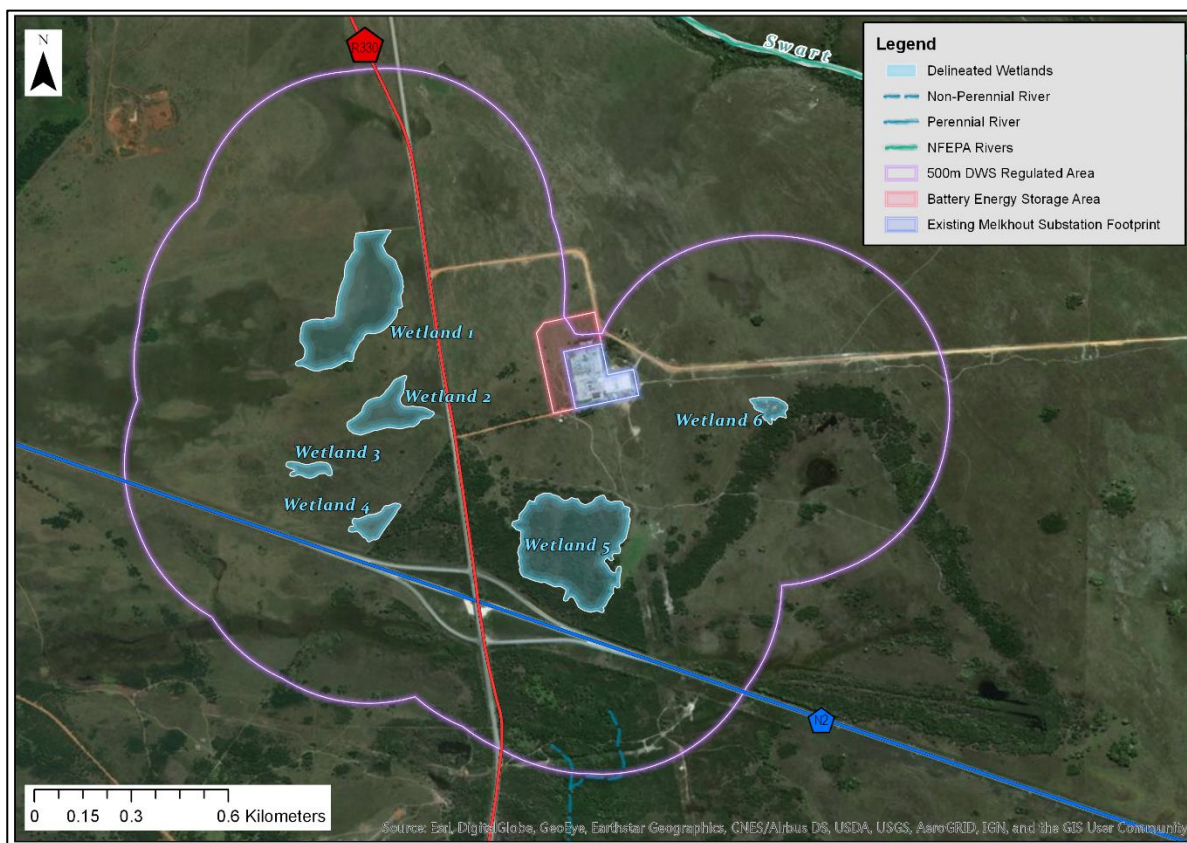 N
R330
Swart
Legend
Delineated Wetlands
Non-Perennial River
Perennial River
NFEPA Rivers
500m DWS Regulated Area
Battery Energy Storage Area
Existing Melkhout Substation Footprint
Wetland 1
Wetland 2
Wetland 3
Wetland 4
Wetland 5
Wetland 6
N2
0 0.15 0.3 0.6 Kilometers
Source: Esri, DigitalGlobe, GeoEye, Earthstar Geographics, CNES/Airbus DS, USDA, USGS, AeroGRID, IGN, and the GIS User Community